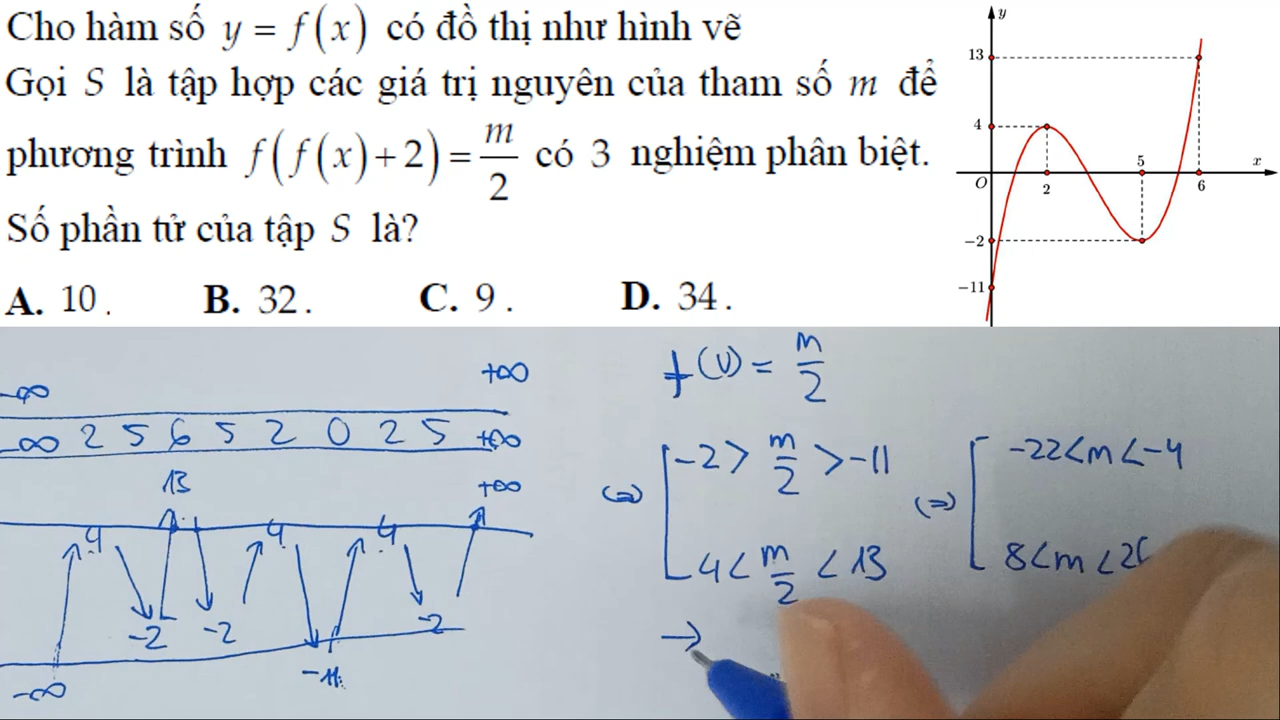 Cho hàm số y = f(x) có đồ thị như hình vẽ
Gọi S là tập hợp các giá trị nguyên của tham số m để
phương trình f(f(x)+2) = m/2 có 3 nghiệm phân biệt.
Số phần tử của tập S là?
A. 10. B. 32. C. 9. D. 34.
y
13
4
5
x
O
2
6
-2
-11
-∞ +∞
-∞ 2 5 6 5 2 0 2 5 +∞
13 +∞
4 4 4
-2 -2 -2
-∞ -11
f(u) = m/2
⇔ -2 > m/2 > -11 ⇔ -22 < m < -4
4 < m/2 < 13 8 < m < 26
→